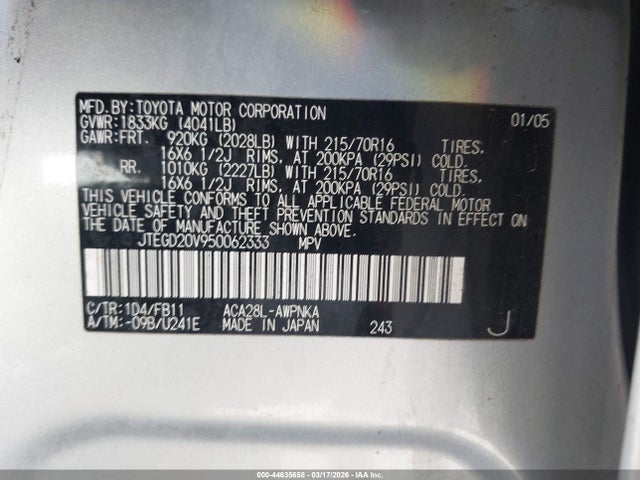 MFD.BY:TOYOTA MOTOR CORPORATION 01/05
GVWR:1833KG (4041LB)
GAWR:FRT. 920KG (2028LB) WITH 215/70R16 TIRES,
16X6 1/2J RIMS, AT 200KPA (29PSI) COLD.
RR. 1010KG (2227LB) WITH 215/70R16 TIRES,
16X6 1/2J RIMS, AT 200KPA (29PSI) COLD.
THIS VEHICLE CONFORMS TO ALL APPLICABLE FEDERAL MOTOR
VEHICLE SAFETY AND THEFT PREVENTION STANDARDS IN EFFECT ON
THE DATE OF MANUFACTURE SHOWN ABOVE.
JTEGD20V950062333 MPV
C/TR:1D4/FB11 ACA28L-AWPNKA
A/TM:-09B/U241E MADE IN JAPAN 243 J
000-44635658 - 03/17/2026 - IAAI.COM